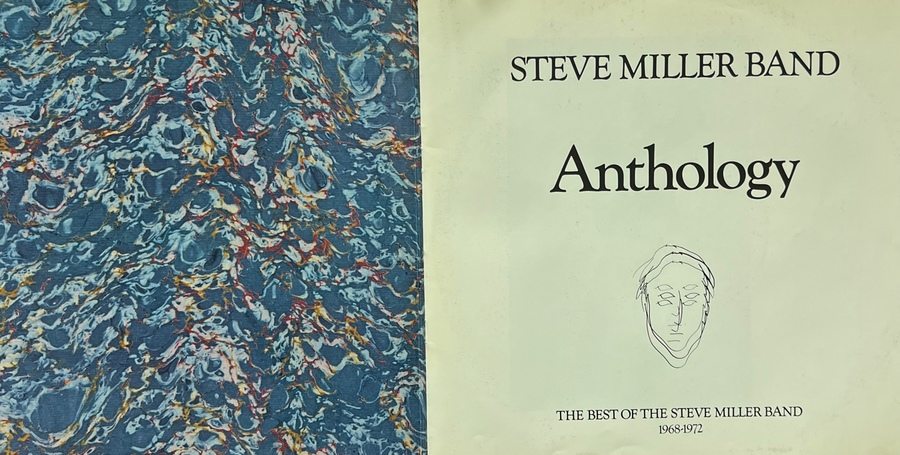 STEVE MILLER BAND
Anthology
THE BEST OF THE STEVE MILLER BAND
1968-1972